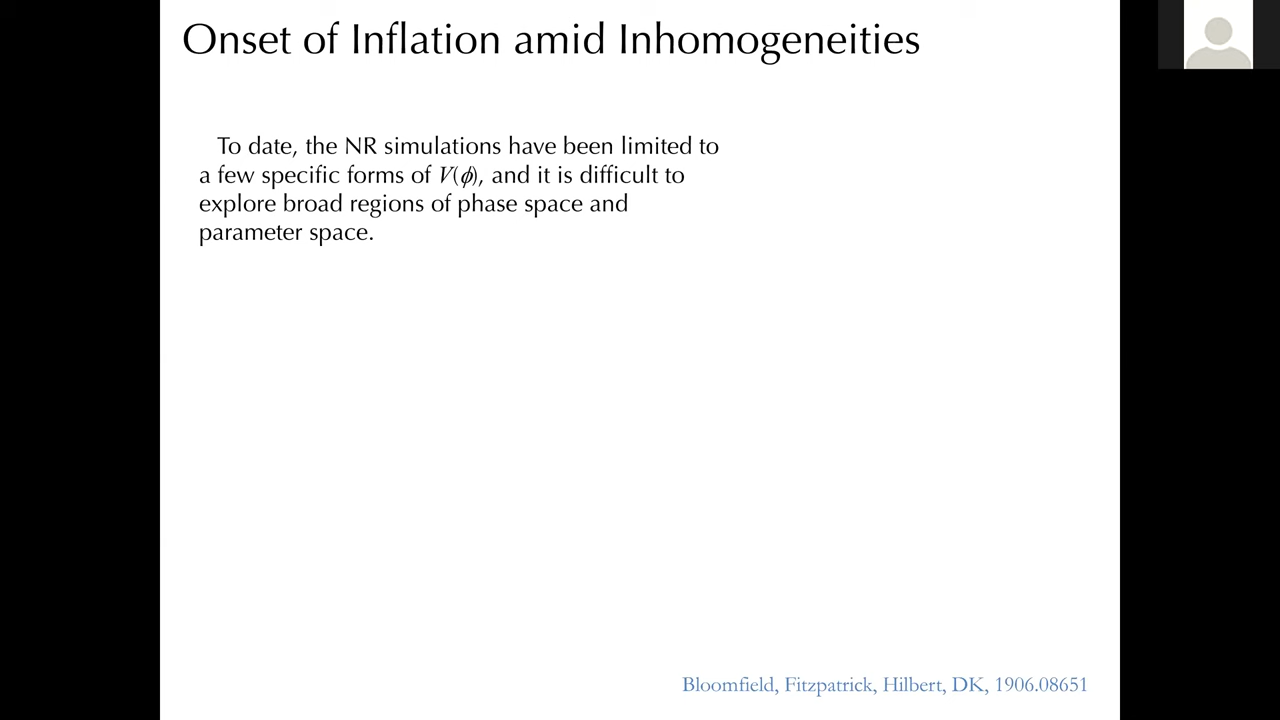 Onset of Inflation amid Inhomogeneities
To date, the NR simulations have been limited to
a few specific forms of V(ϕ), and it is difficult to
explore broad regions of phase space and
parameter space.
Bloomfield, Fitzpatrick, Hilbert, DK, 1906.08651